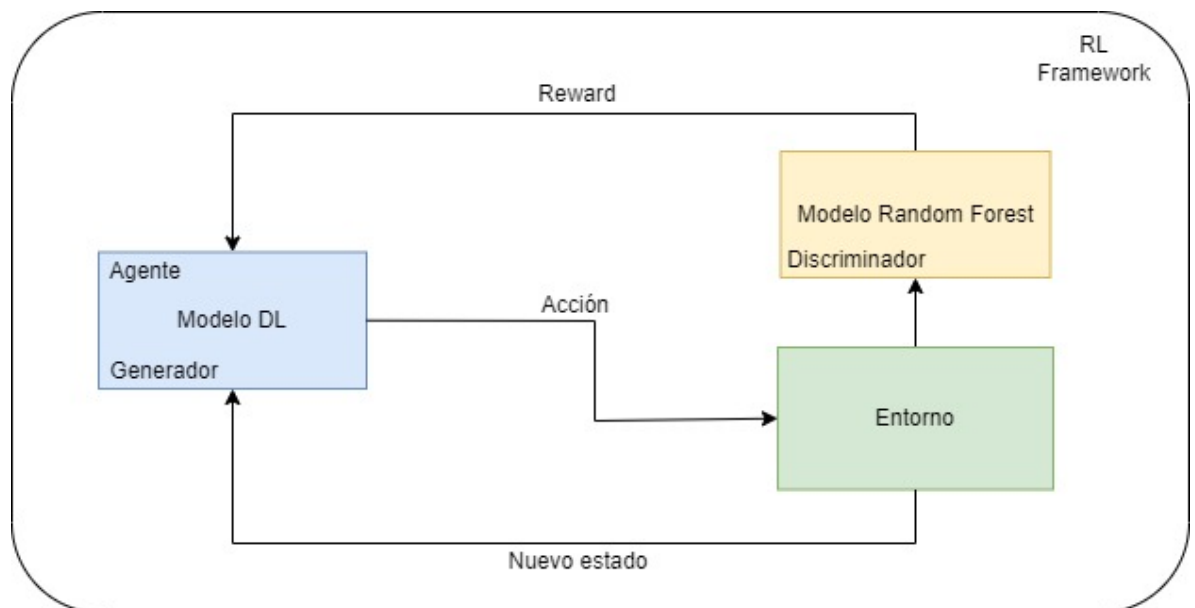 RL
Framework
Reward
Modelo Random Forest
Discriminador
Agente
Modelo DL
Generador
Acción
Entorno
Nuevo estado